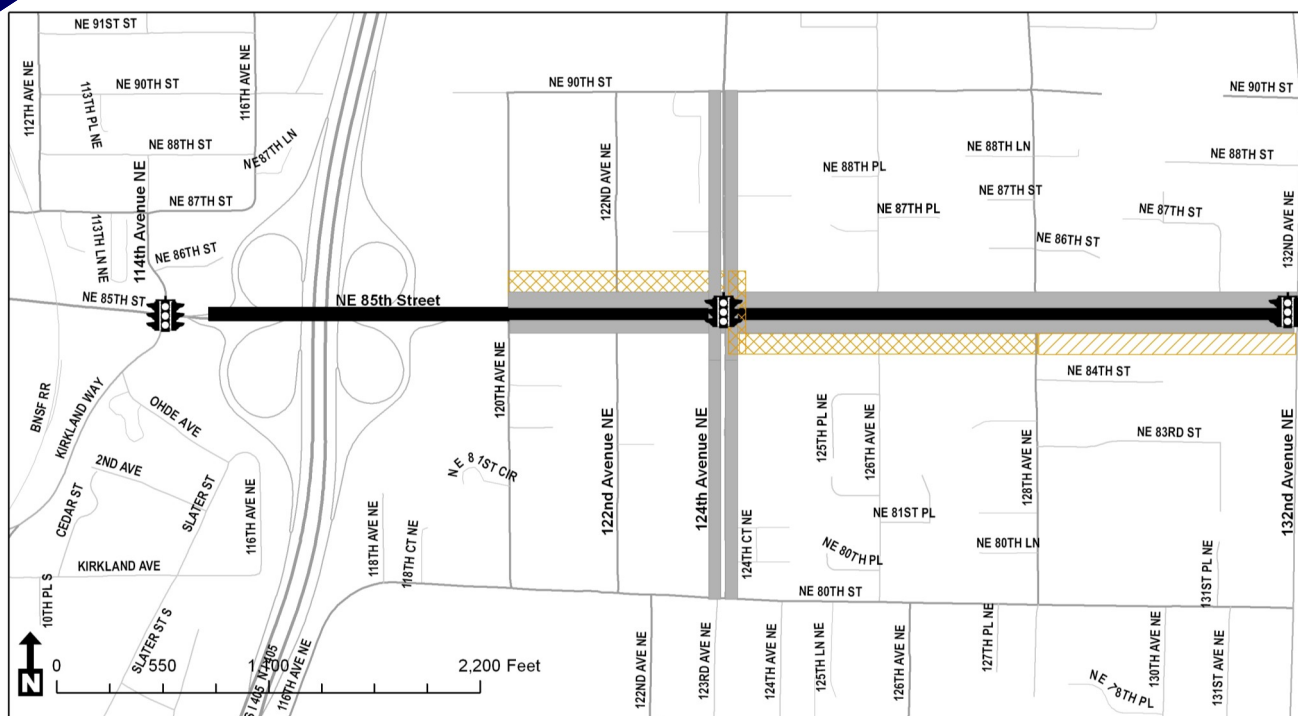 NE 91ST ST
112TH AVE NE
NE 90TH ST
113TH PL NE
116TH AVE NE
NE 88TH ST
NE87TH LN
NE 87TH ST
114th Avenue NE
113TH LN NE
NE 86TH ST
NE 85TH ST
NE 85th Street
NE 90TH ST
122ND AVE NE
NE 88TH PL
NE 87TH PL
NE 88TH LN
NE 87TH ST
NE 86TH ST
NE 90TH ST
NE 88TH ST
NE 87TH ST
132ND AVE NE
BNSF RR
KIRKLAND WAY
OHDE AVE
2ND AVE
CEDAR ST
SLATER ST
116TH AVE NE
KIRKLAND AVE
10TH PL S
SLATER ST S
120TH AVE NE
NE 81ST CIR
118TH AVE NE
118TH CT NE
122nd Avenue NE
124th Avenue NE
124TH CT NE
125TH PL NE
126TH AVE NE
NE 81ST PL
NE 80TH PL
NE 80TH ST
128TH AVE NE
NE 84TH ST
NE 83RD ST
NE 80TH LN
131ST PL NE
132nd Avenue NE
N
0 550 1,100 2,200 Feet
S I 405
N I 405
116TH AVE NE
122ND AVE NE
123RD AVE NE
124TH AVE NE
125TH LN NE
126TH AVE NE
127TH PL NE
NE 78TH PL
130TH AVE NE
131ST AVE NE